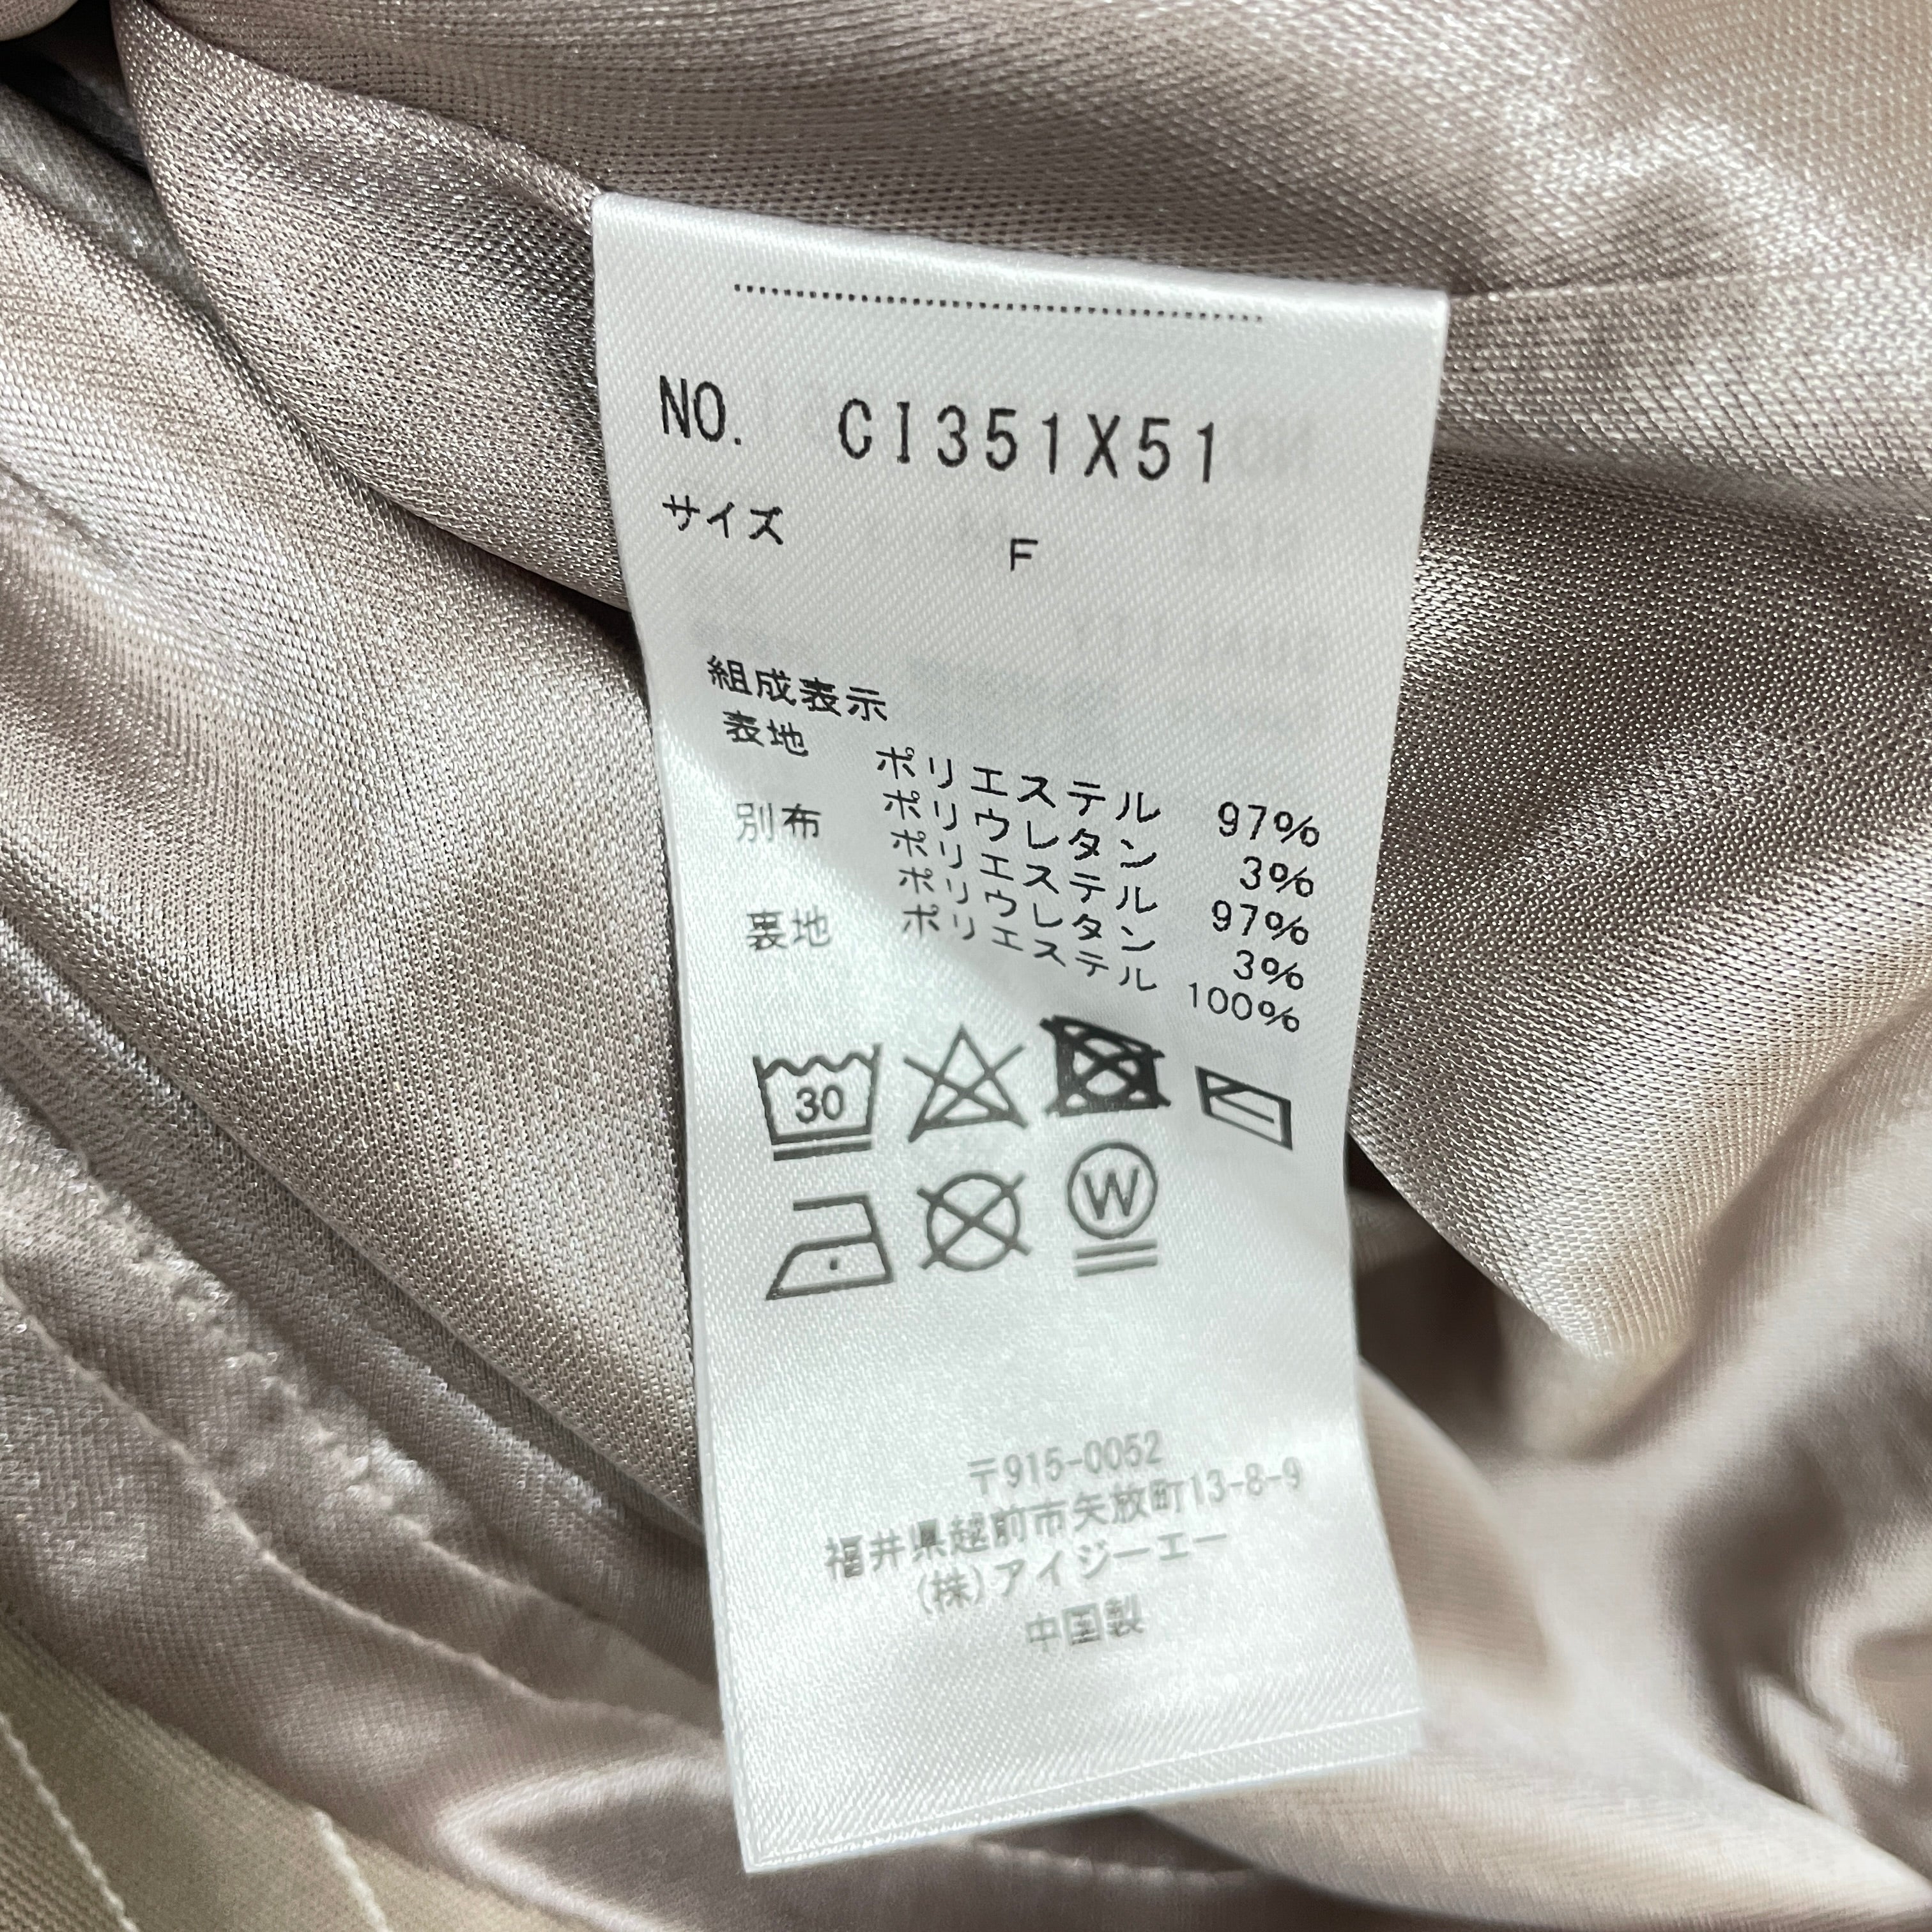 NO. CI351X51
サイズ F
組成表示
表地 ポリエステル 97%
ポリウレタン 3%
別布 ポリエステル 97%
ポリウレタン 3%
裏地 ポリエステル 100%
30
W
〒915-0052
福井県越前市矢放町13-8-9
(株)アイジーエー
中国製